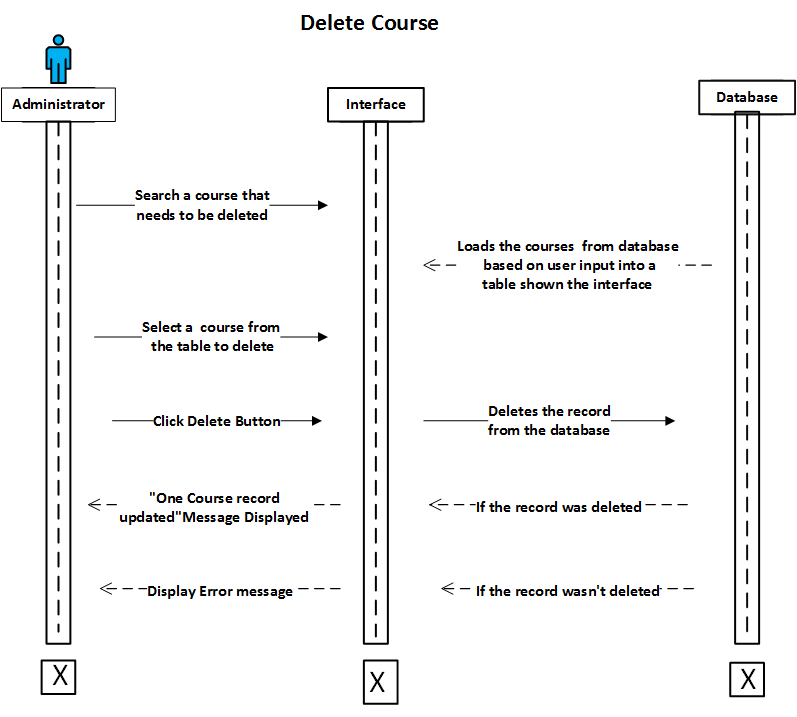 Delete Course
Administrator
Interface
Database
Search a course that
needs to be deleted
Loads the courses from database
based on user input into a
table shown the interface
Select a course from
the table to delete
Click Delete Button
Deletes the record
from the database
"One Course record
updated"Message Displayed
If the record was deleted
Display Error message
If the record wasn't deleted
X
X
X